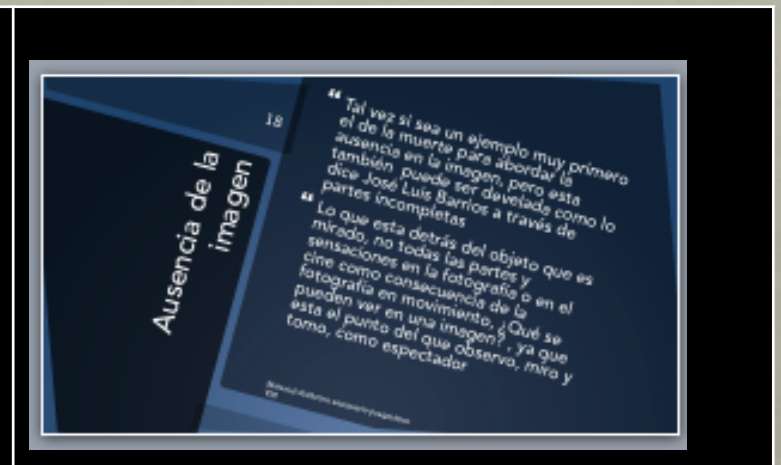 18
Ausencia de la
imagen
“ Tal vez si sea un ejemplo muy primero
el de la muerte para abordar la
ausencia en la imagen, pero esta
también puede ser develada como lo
dice José Luis Barrios a través de
partes incompletas
“ Lo que esta detrás del objeto que es
mirado, no todas las partes y
sensaciones en la fotografía o en el
cine como consecuencia de la
fotografía en movimiento, ¿Qué se
pueden ver en una imagen? , ya que
esta el punto del que observo, miro y
tomo, como espectador